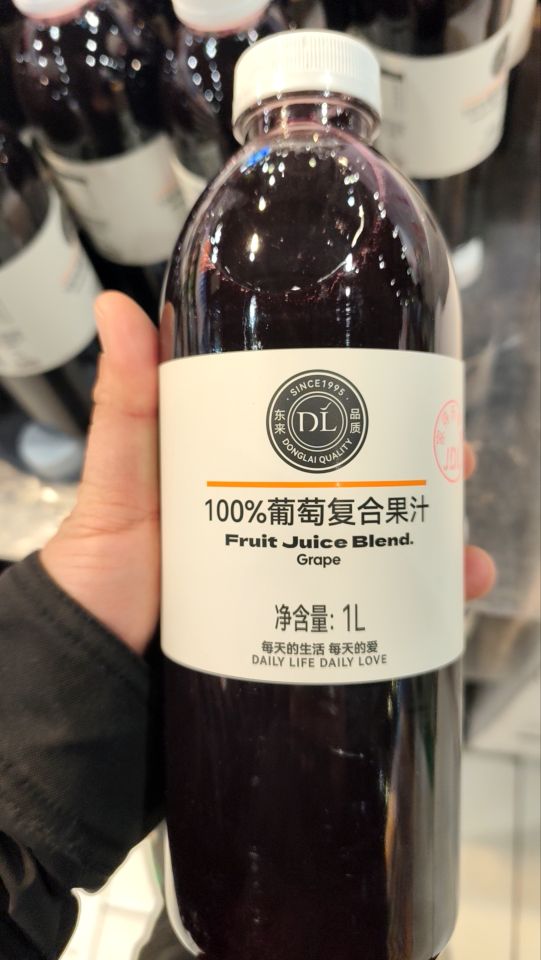 SINCE1995
东来 DĽ 品质
DONGLAI QUALITY
100%葡萄复合果汁
Fruit Juice Blend.
Grape
净含量: 1L
每天的生活 每天的爱
DAILY LIFE DAILY LOVE